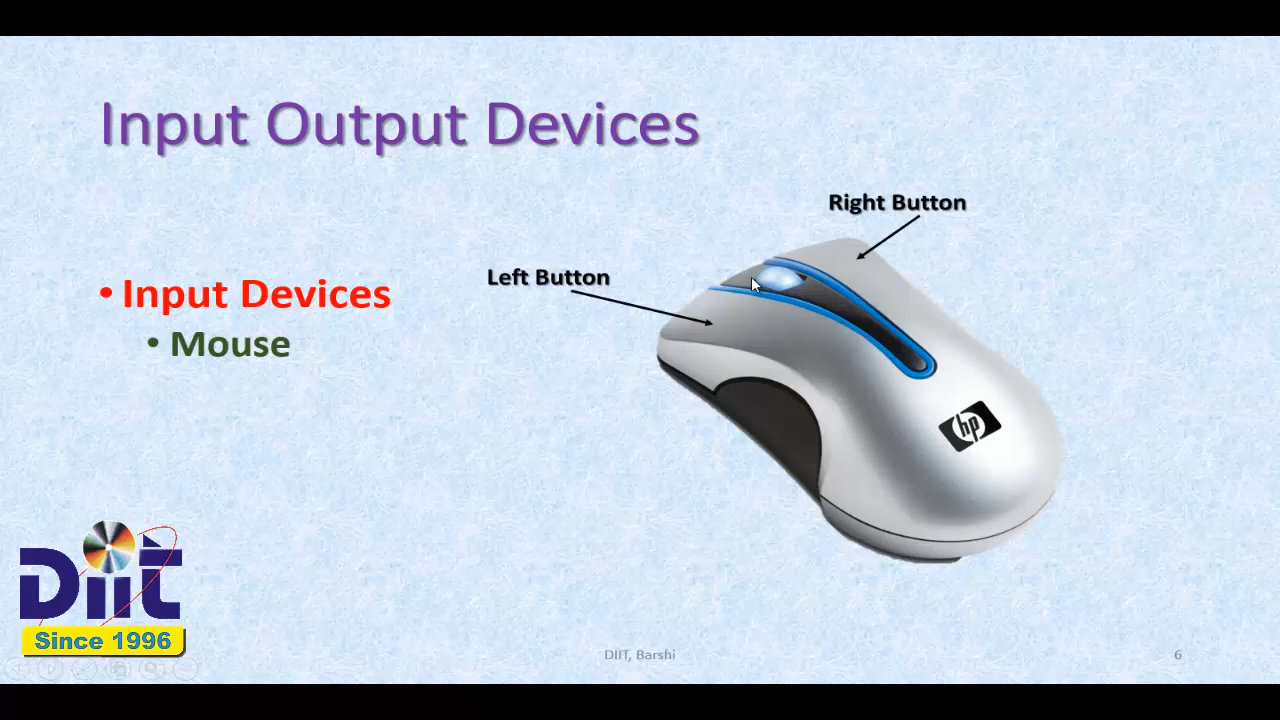 Input Output Devices
Right Button
Left Button
• Input Devices
• Mouse
hp
DiiT
Since 1996
DIIT, Barshi
6